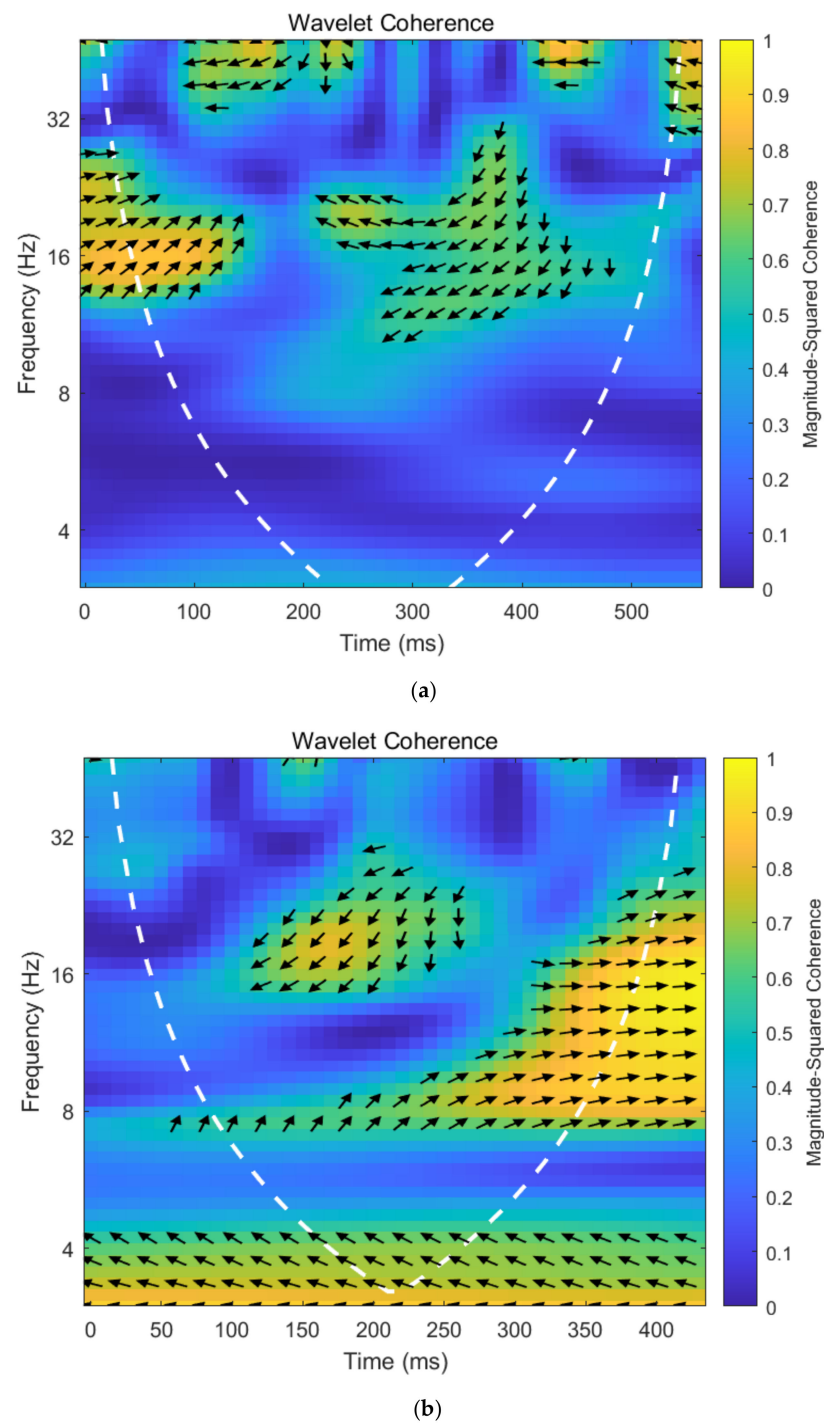 Wavelet Coherence
32
16
8
4
Frequency (Hz)
0 100 200 300 400 500
Time (ms)
1
0.9
0.8
0.7
0.6
0.5
0.4
0.3
0.2
0.1
0
Magnitude-Squared Coherence
(a)
Wavelet Coherence
32
16
8
4
Frequency (Hz)
0 50 100 150 200 250 300 350 400
Time (ms)
1
0.9
0.8
0.7
0.6
0.5
0.4
0.3
0.2
0.1
0
Magnitude-Squared Coherence
(b)